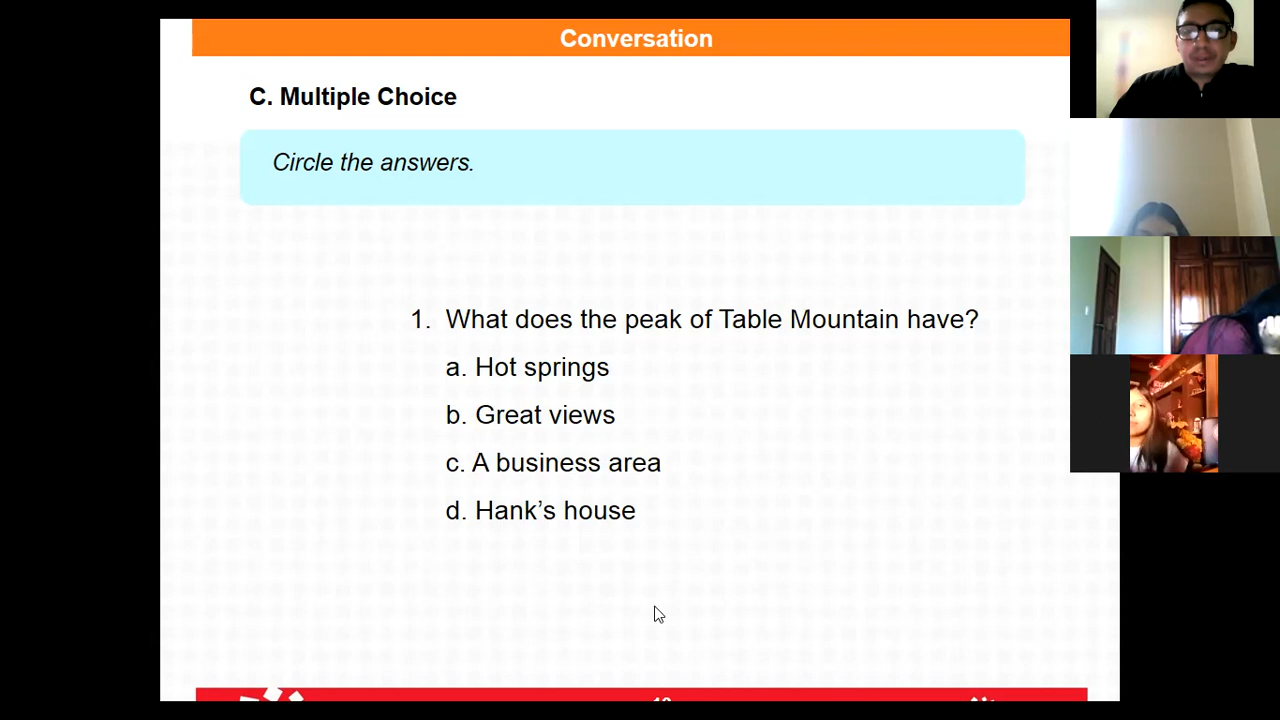 Conversation
C. Multiple Choice
Circle the answers.
1. What does the peak of Table Mountain have?
a. Hot springs
b. Great views
c. A business area
d. Hank’s house